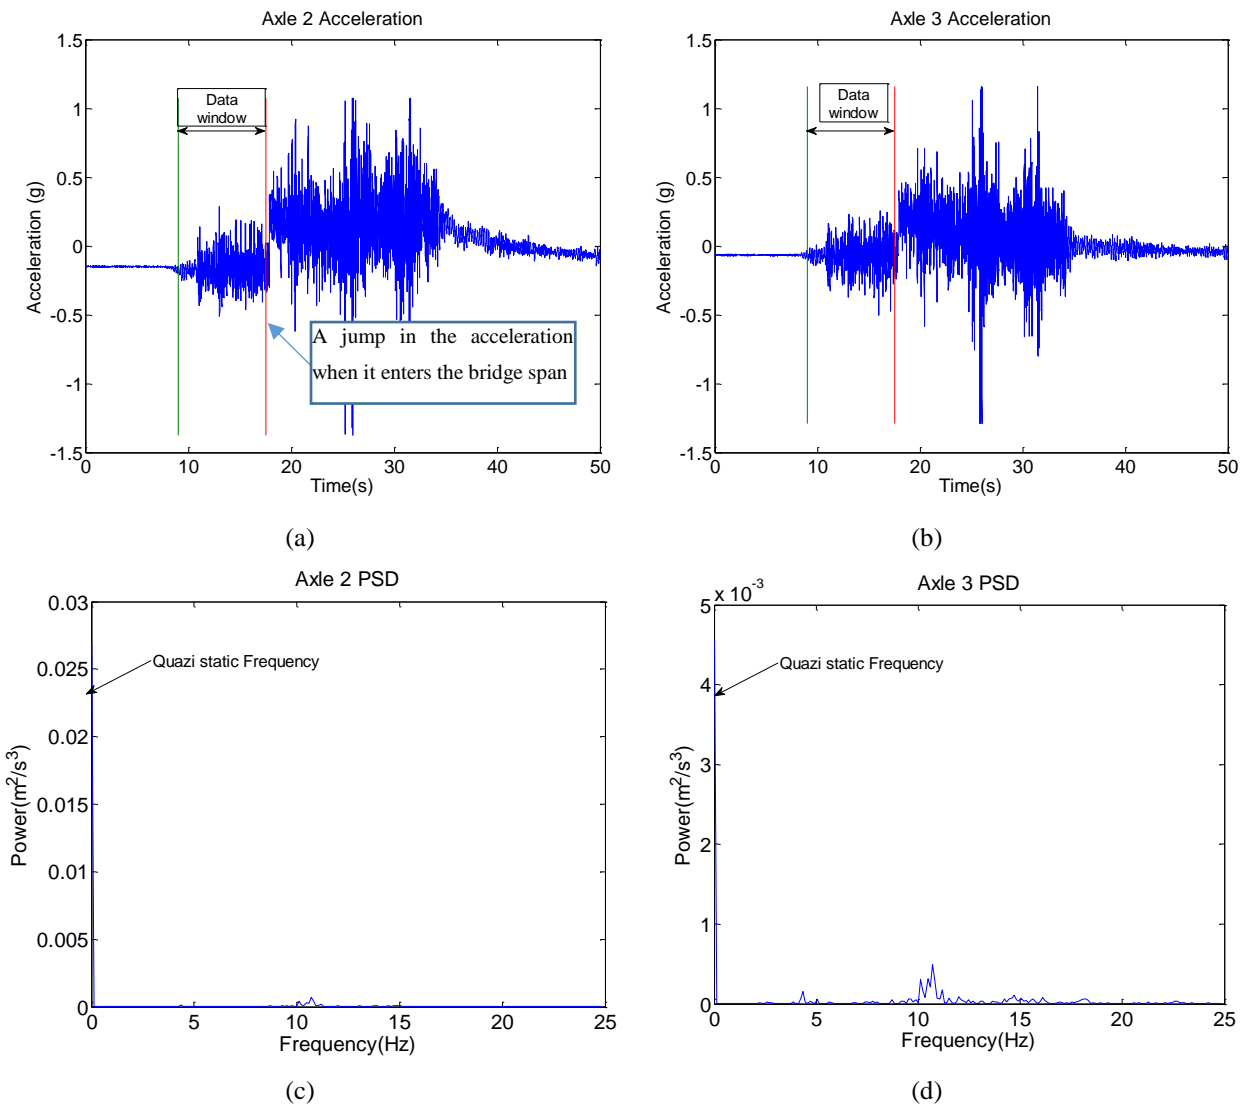 Axle 2 Acceleration
1.5
1
0.5
0
-0.5
-1
-1.5
Acceleration (g)
Data
window
A jump in the acceleration
when it enters the bridge span
0 10 20 30 40 50
Time(s)
(a)
Axle 3 Acceleration
1.5
1
0.5
0
-0.5
-1
-1.5
Acceleration (g)
Data
window
0 10 20 30 40 50
Time(s)
(b)
Axle 2 PSD
0.03
0.025
0.02
0.015
0.01
0.005
0
Power(m²/s³)
Quazi static Frequency
0 5 10 15 20 25
Frequency(Hz)
(c)
Axle 3 PSD
x 10⁻³
5
4
3
2
1
0
Power(m²/s³)
Quazi static Frequency
0 5 10 15 20 25
Frequency(Hz)
(d)